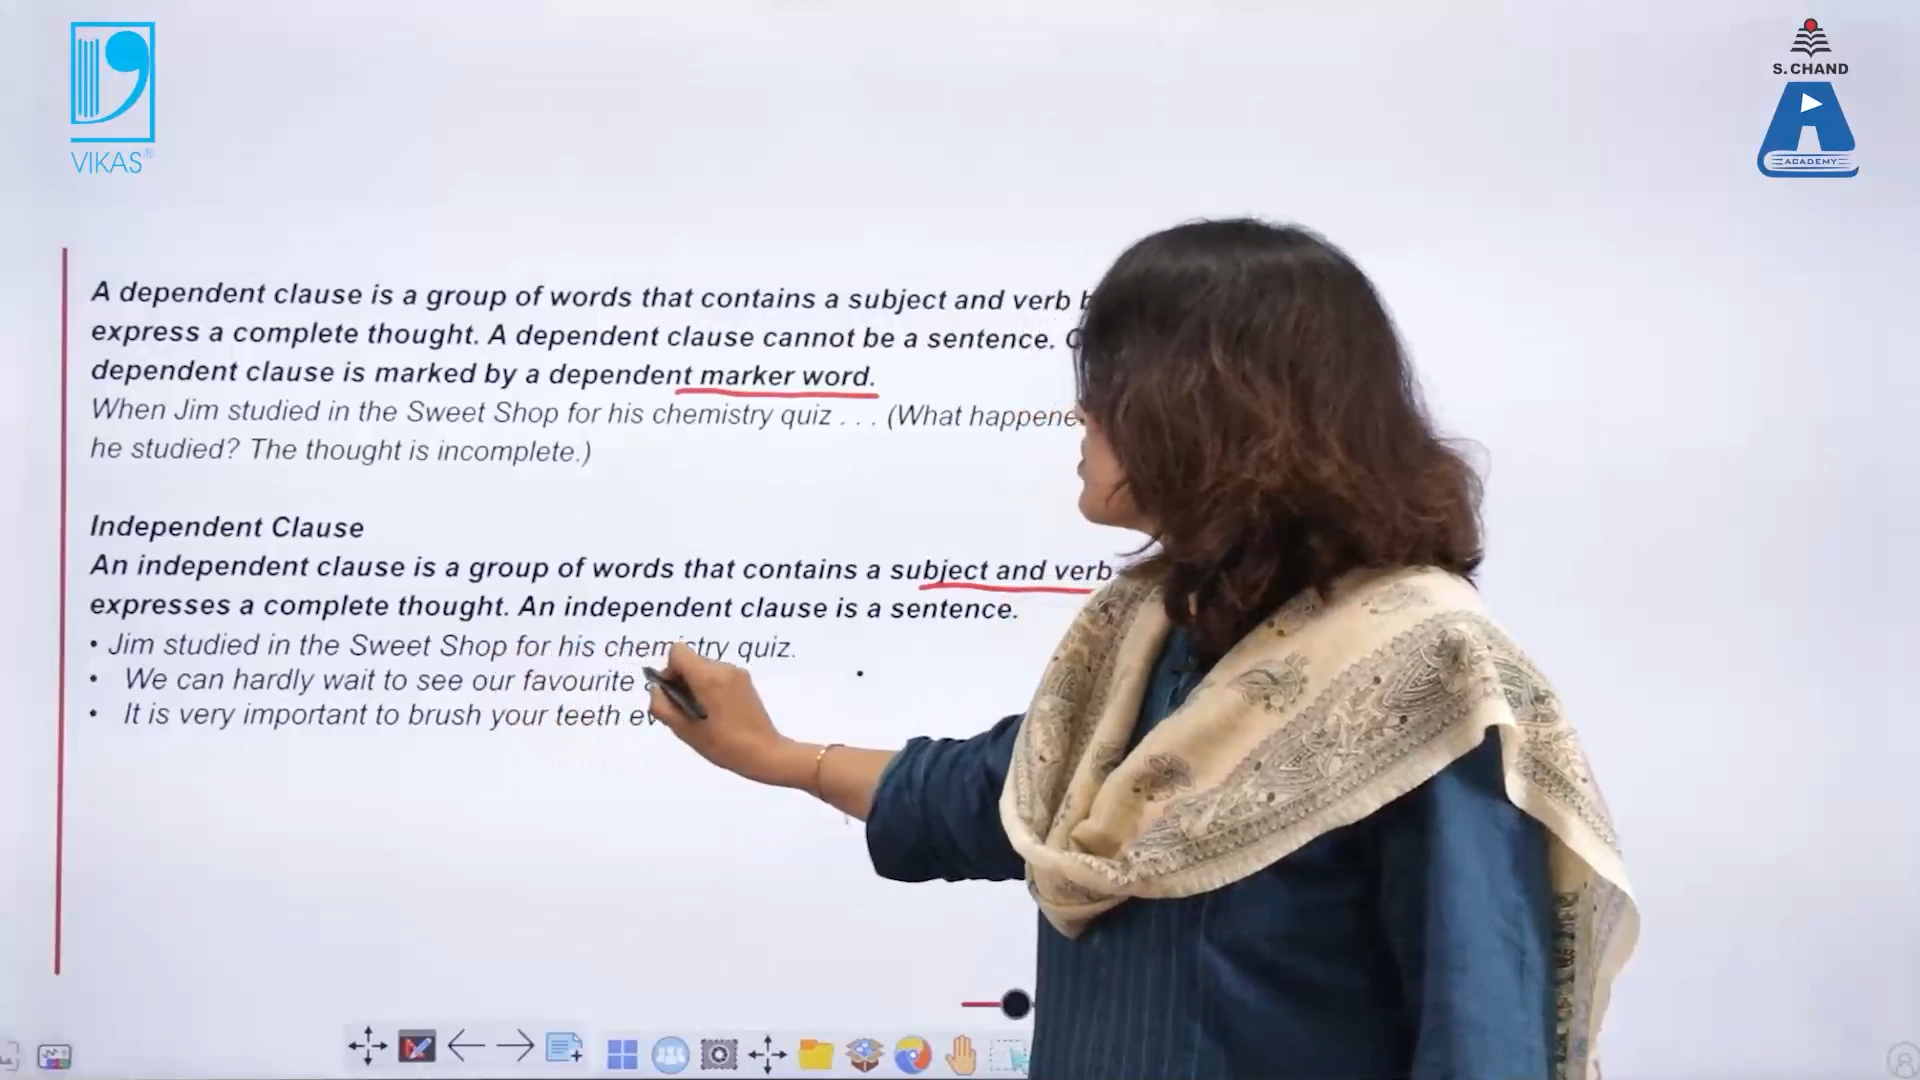 VIKAS
S. CHAND
ACADEMY
A dependent clause is a group of words that contains a subject and verb
express a complete thought. A dependent clause cannot be a sentence.
dependent clause is marked by a dependent marker word.
When Jim studied in the Sweet Shop for his chemistry quiz . . . (What
he studied? The thought is incomplete.)
Independent Clause
An independent clause is a group of words that contains a subject and verb
expresses a complete thought. An independent clause is a sentence.
• Jim studied in the Sweet Shop for his chemistry quiz.
• We can hardly wait to see our favourite
• It is very important to brush your teeth